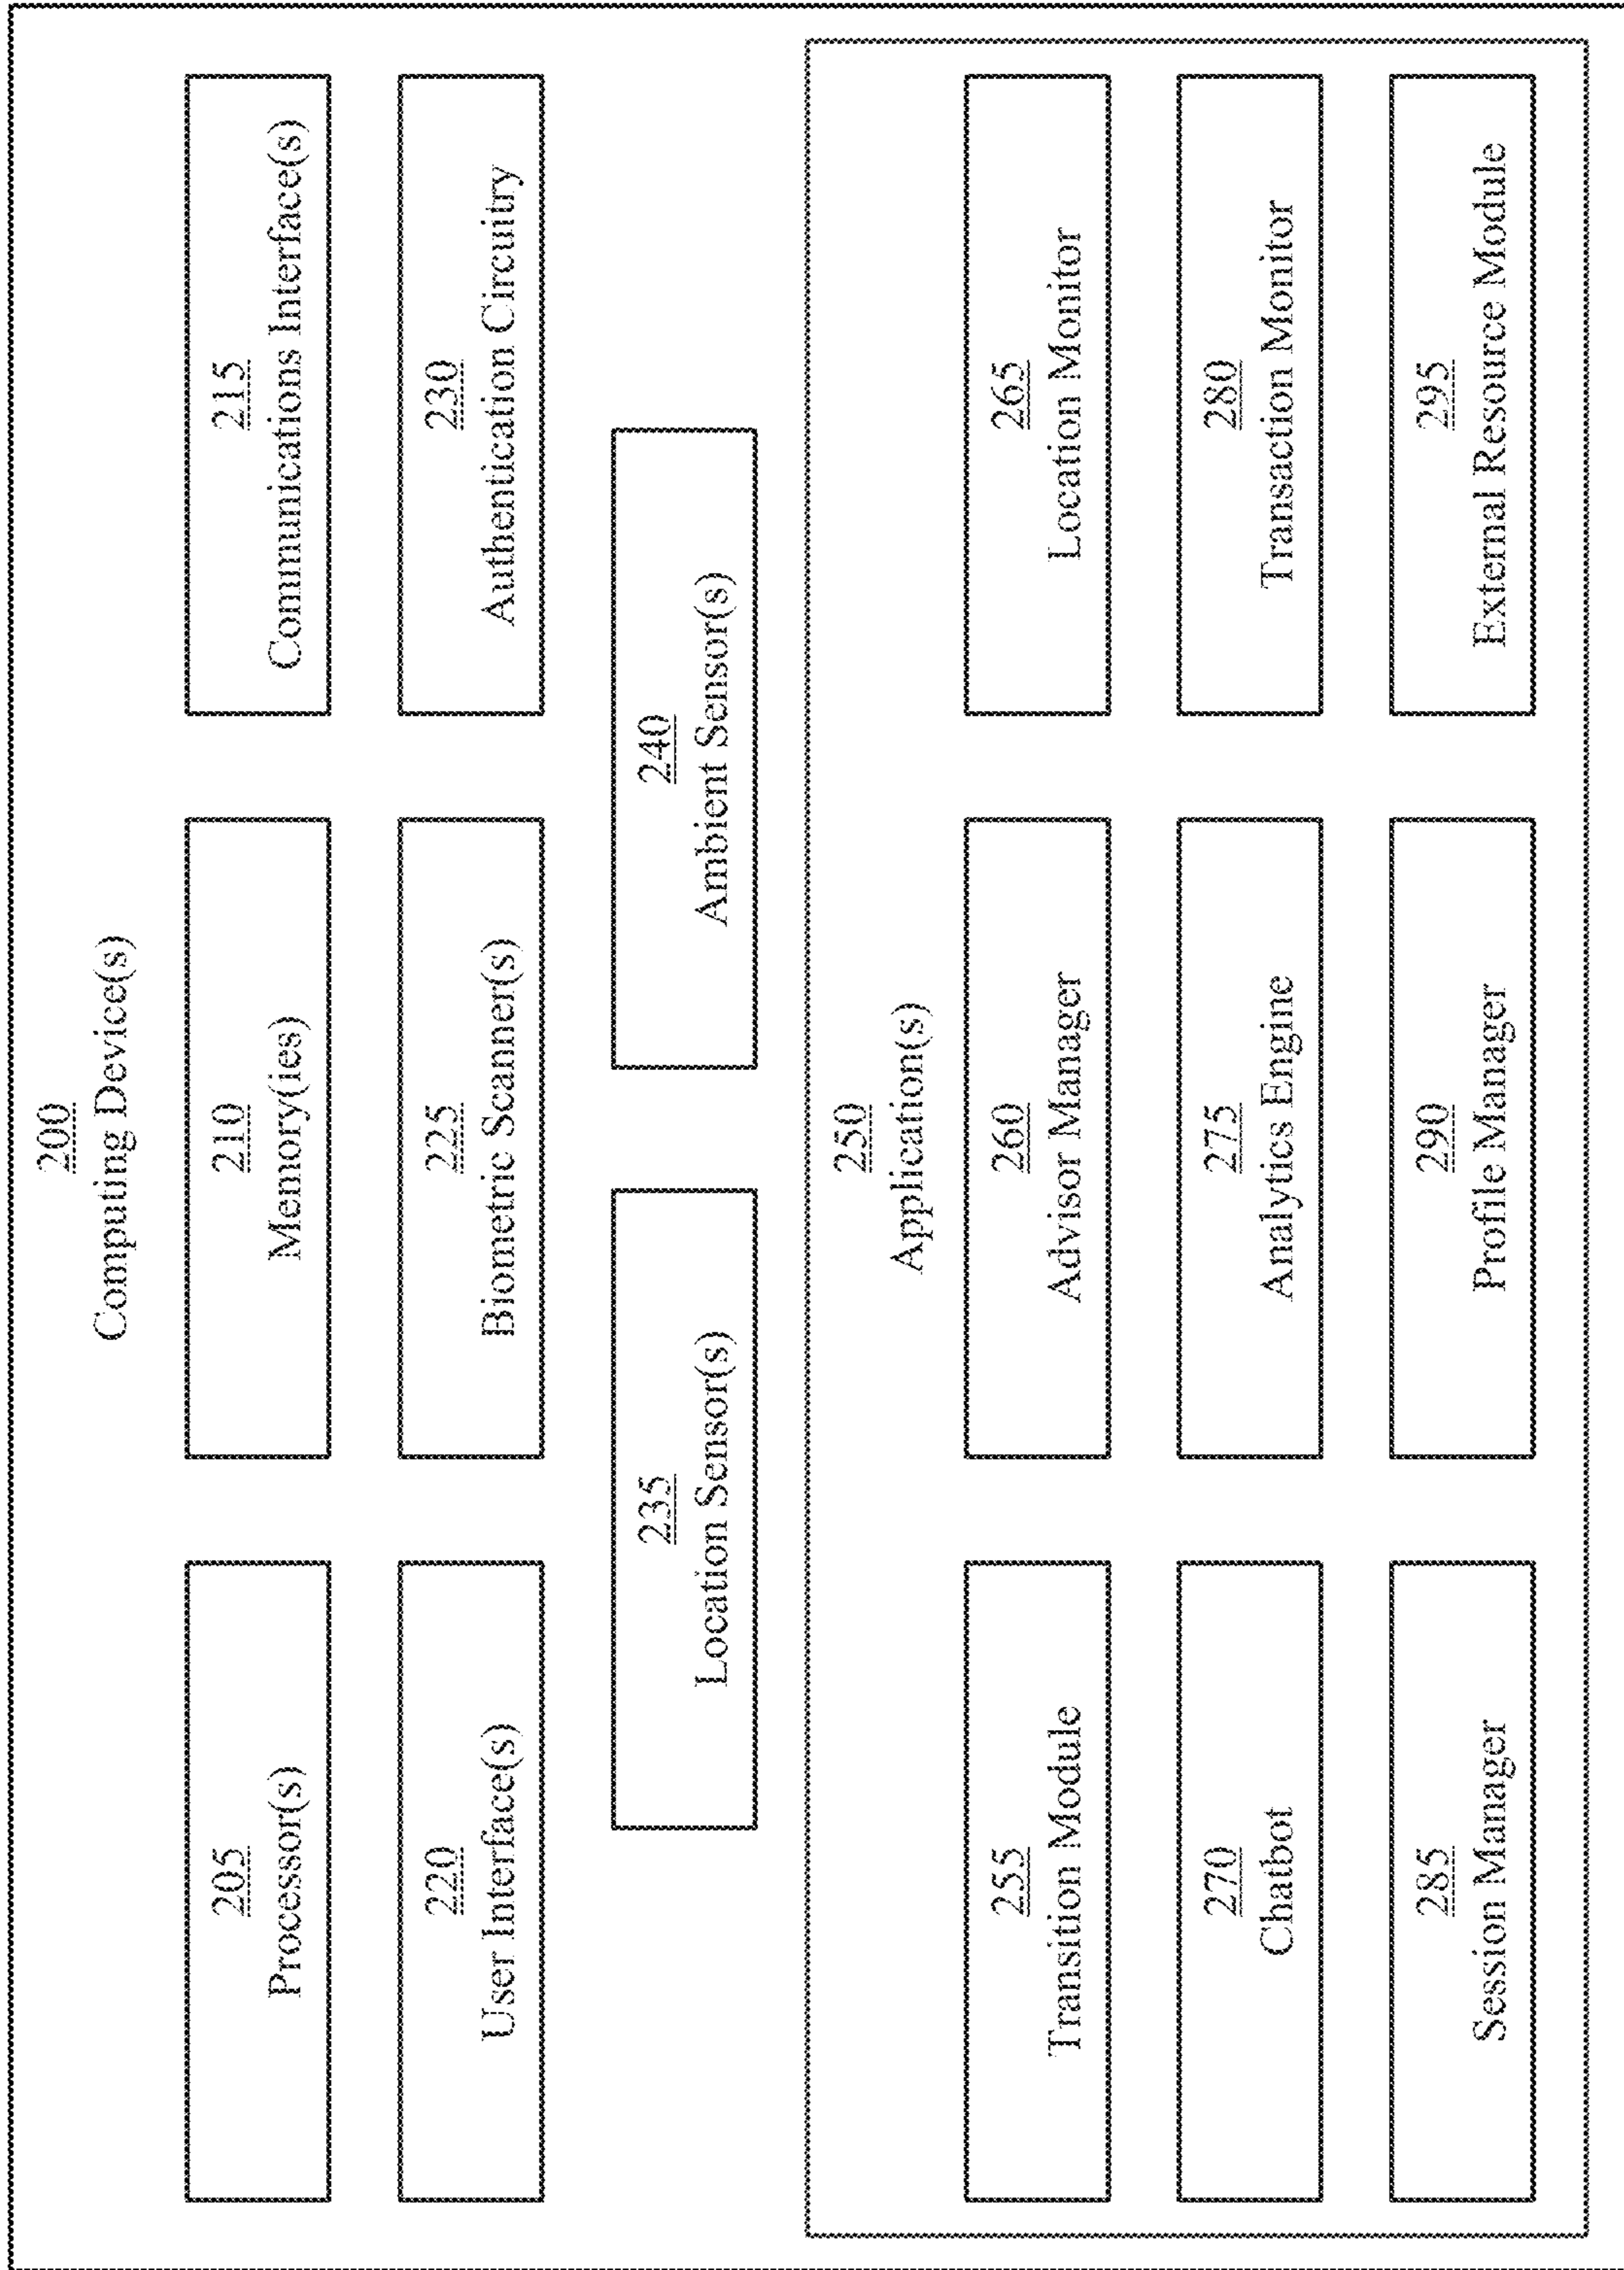 200
Computing Device(s)
205
Processor(s)
210
Memory(ies)
215
Communications Interface(s)
220
User Interface(s)
225
Biometric Scanner(s)
230
Authentication Circuitry
235
Location Sensor(s)
240
Ambient Sensor(s)
250
Application(s)
255
Transition Module
260
Advisor Manager
265
Location Monitor
270
Chatbot
275
Analytics Engine
280
Transaction Monitor
285
Session Manager
290
Profile Manager
295
External Resource Module